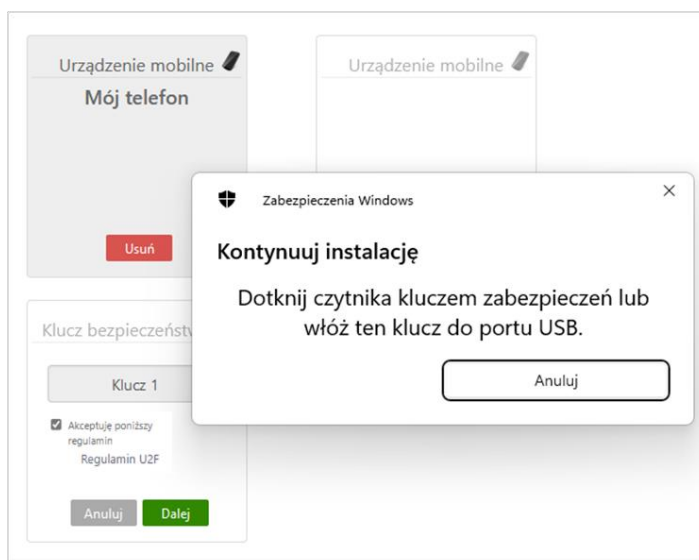 Urządzenie mobilne
Mój telefon
Usuń
Urządzenie mobilne
Zabezpieczenia Windows
Kontynuuj instalację
Dotknij czytnika kluczem zabezpieczeń lub
włóż ten klucz do portu USB.
Anuluj
Klucz
Klucz 1
Akceptuję poniższy
regulamin
Regulamin U2F
Anuluj
Dalej